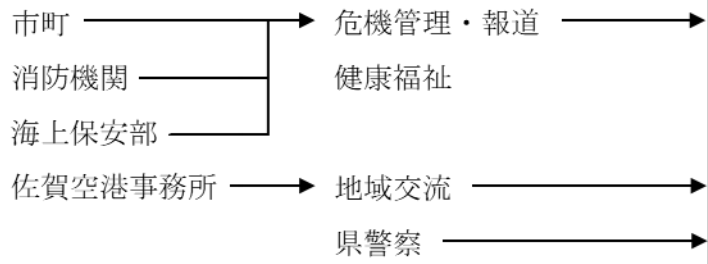 市町 危機管理・報道
消防機関 健康福祉
海上保安部
佐賀空港事務所 地域交流
県警察